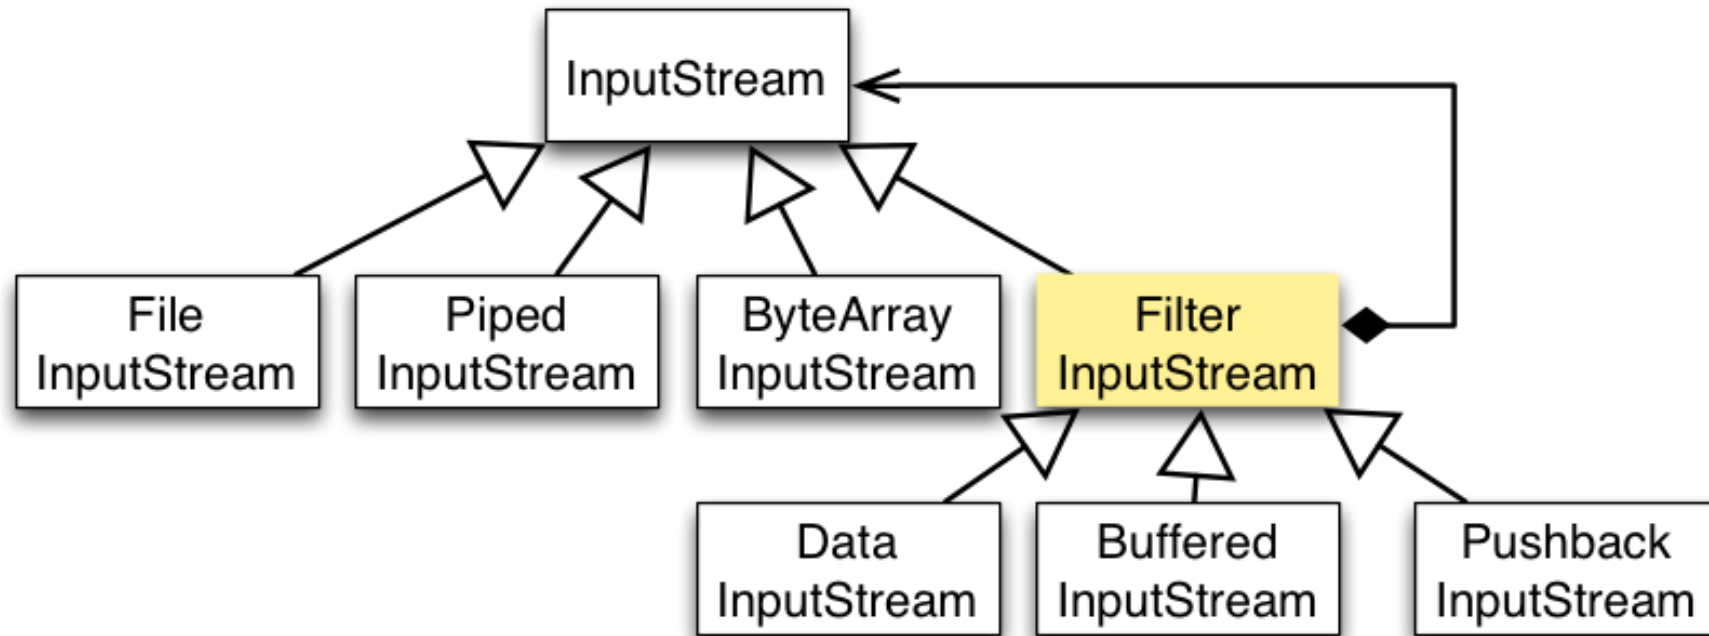 InputStream
File
InputStream
Piped
InputStream
ByteArray
InputStream
Filter
InputStream
Data
InputStream
Buffered
InputStream
Pushback
InputStream